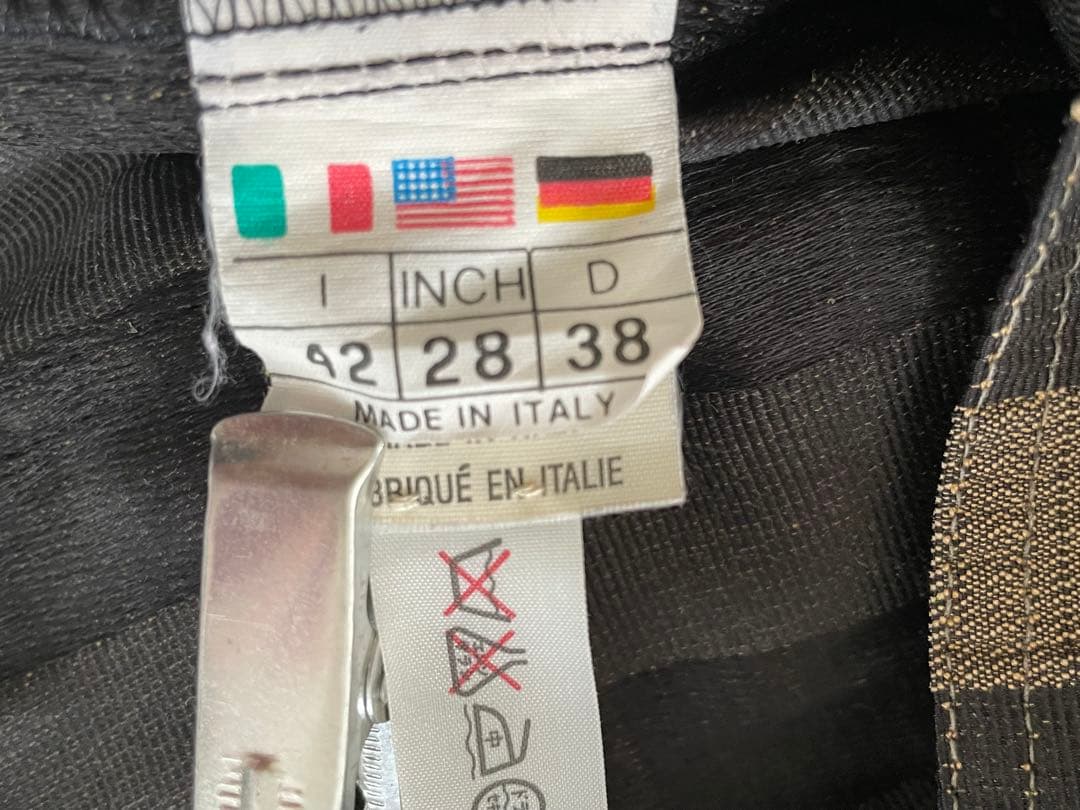 I INCH D
42 28 38
MADE IN ITALY
BRIQUÉ EN ITALIE